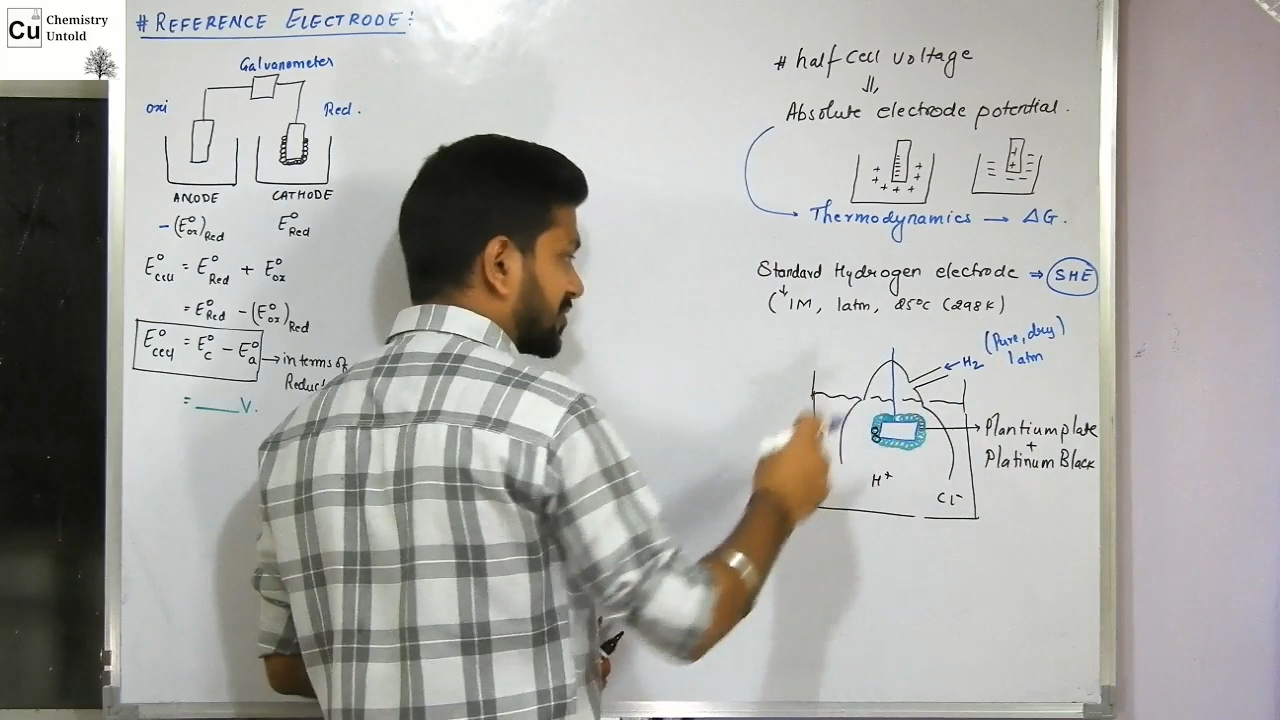 Cu
Chemistry
Untold
# REFERENCE ELECTRODE:
Galvanometer
oxi
Red.
ANODE
CATHODE
-(E°ox)Red
E°Red
E°cell = E°Red + E°ox
= E°Red - (E°ox)Red
E°cell = E°c - E°a
in terms of
= ____ V.
# half cell voltage
⇓
Absolute electrode potential.
Thermodynamics → ΔG.
Standard Hydrogen electrode ⇒ SHE
( 1M, 1atm, 25°C (298K)
H2
(Pure, dry)
1 atm
Plantium plate
+
Platinum Black
H+
Cl-